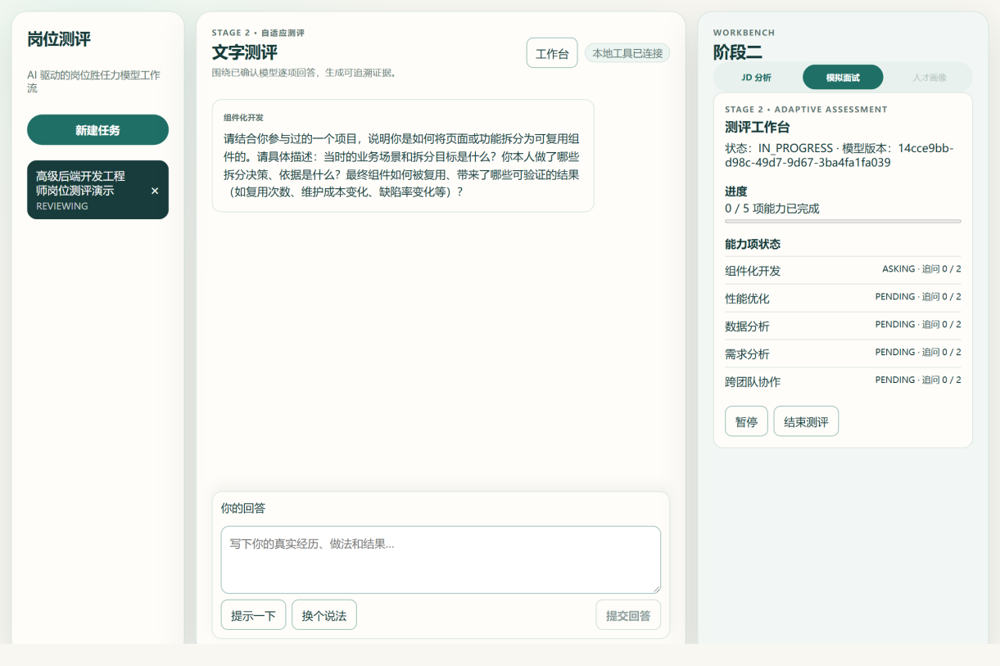 岗位测评
AI 驱动的岗位胜任力模型工作
流
新建任务
高级后端开发工程
师岗位测评演示
×
REVIEWING
STAGE 2 • 自适应测评
文字测评
围绕已确认模型逐项回答，生成可追溯证据。
工作台
本地工具已连接
组件化开发
请结合你参与过的一个项目，说明你是如何将页面或功能拆分为可复用组
件的。请具体描述：当时的业务场景和拆分目标是什么？你本人做了哪些
拆分决策、依据是什么？最终组件如何被复用、带来了哪些可验证的结果
（如复用次数、维护成本变化、缺陷率变化等）？
你的回答
写下你的真实经历、做法和结果...
提示一下
换个说法
提交回答
WORKBENCH
阶段二
JD 分析
模拟面试
人才画像
STAGE 2 • ADAPTIVE ASSESSMENT
测评工作台
状态：IN_PROGRESS · 模型版本：14cce9bb-
d98c-49d7-9d67-3ba4fa1fa039
进度
0 / 5 项能力已完成
能力项状态
组件化开发 ASKING · 追问 0 / 2
性能优化 PENDING · 追问 0 / 2
数据分析 PENDING · 追问 0 / 2
需求分析 PENDING · 追问 0 / 2
跨团队协作 PENDING · 追问 0 / 2
暂停
结束测评